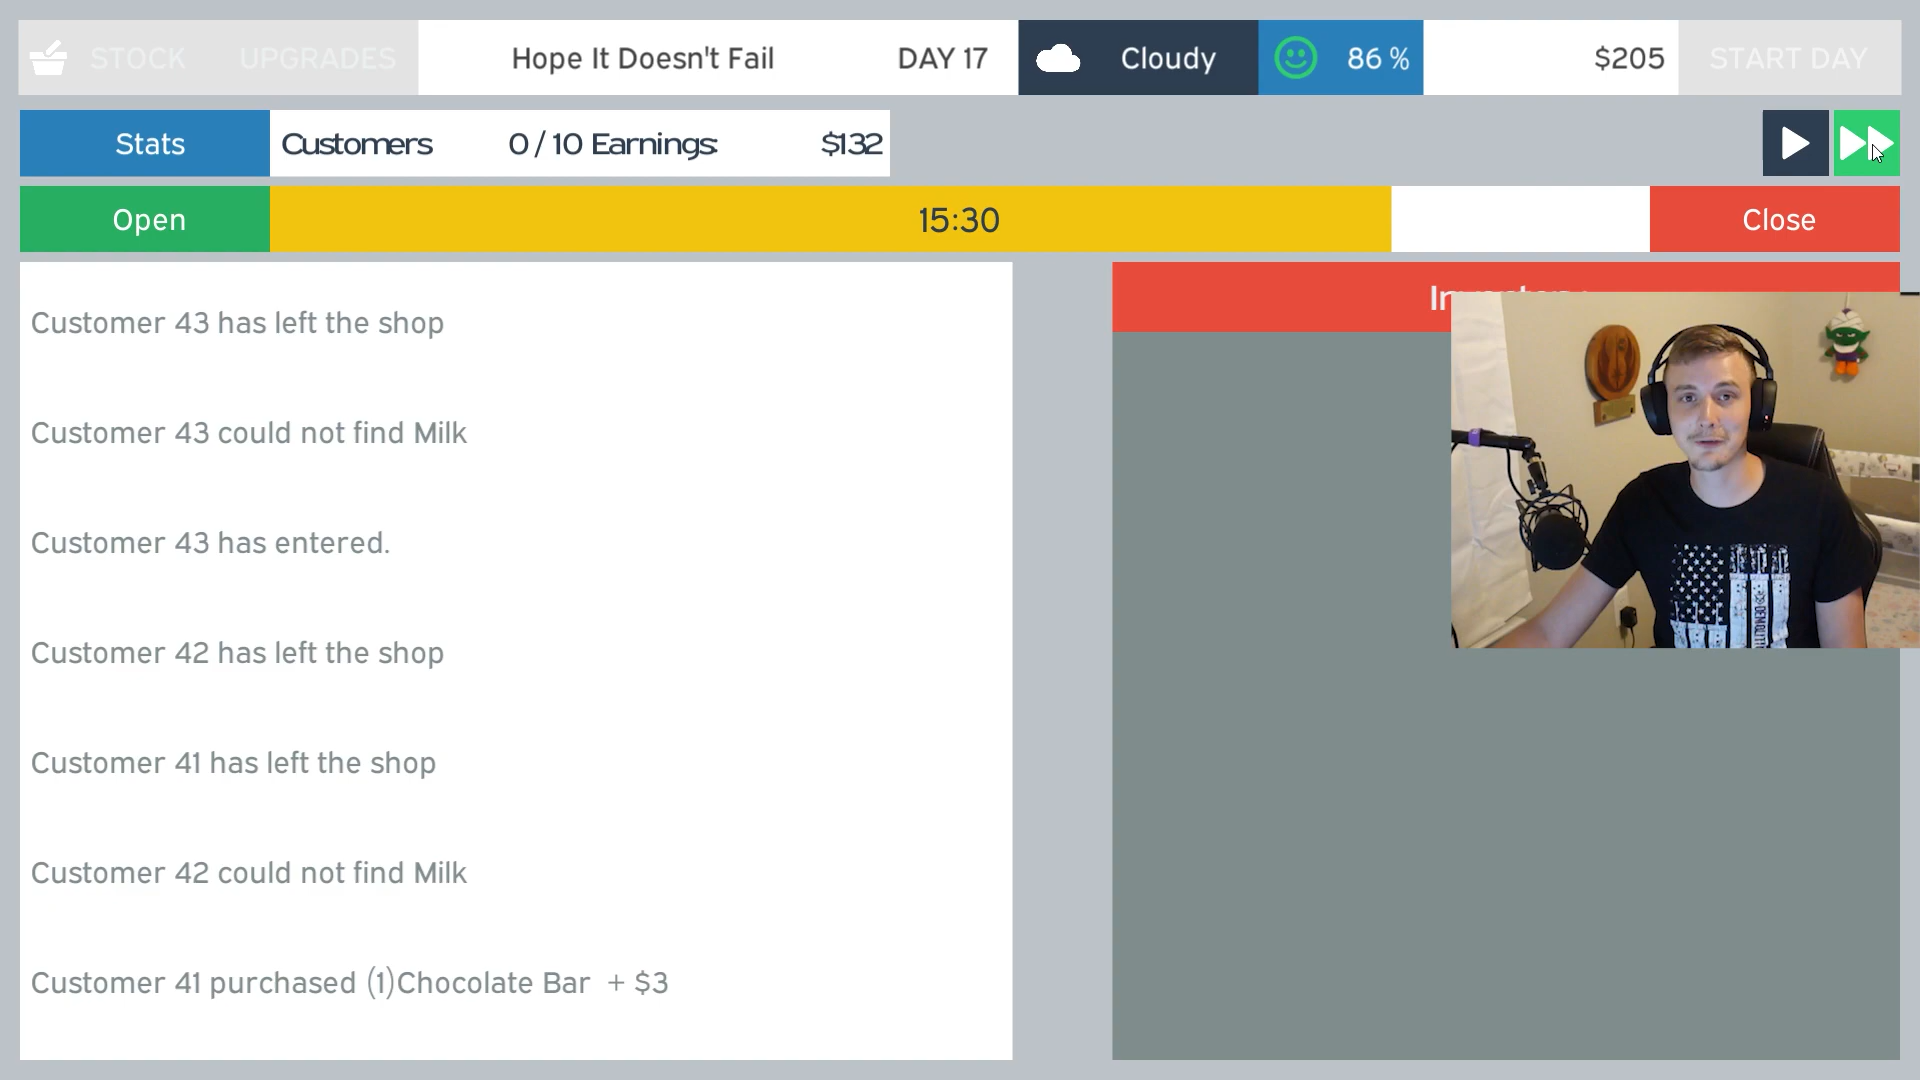 STOCK UPGRADES Hope It Doesn't Fail DAY 17 Cloudy 86 % $205 START DAY
Stats Customers 0 / 10 Earnings: $132
Open 15:30 Close
Customer 43 has left the shop
Customer 43 could not find Milk
Customer 43 has entered.
Customer 42 has left the shop
Customer 41 has left the shop
Customer 42 could not find Milk
Customer 41 purchased (1)Chocolate Bar + $3